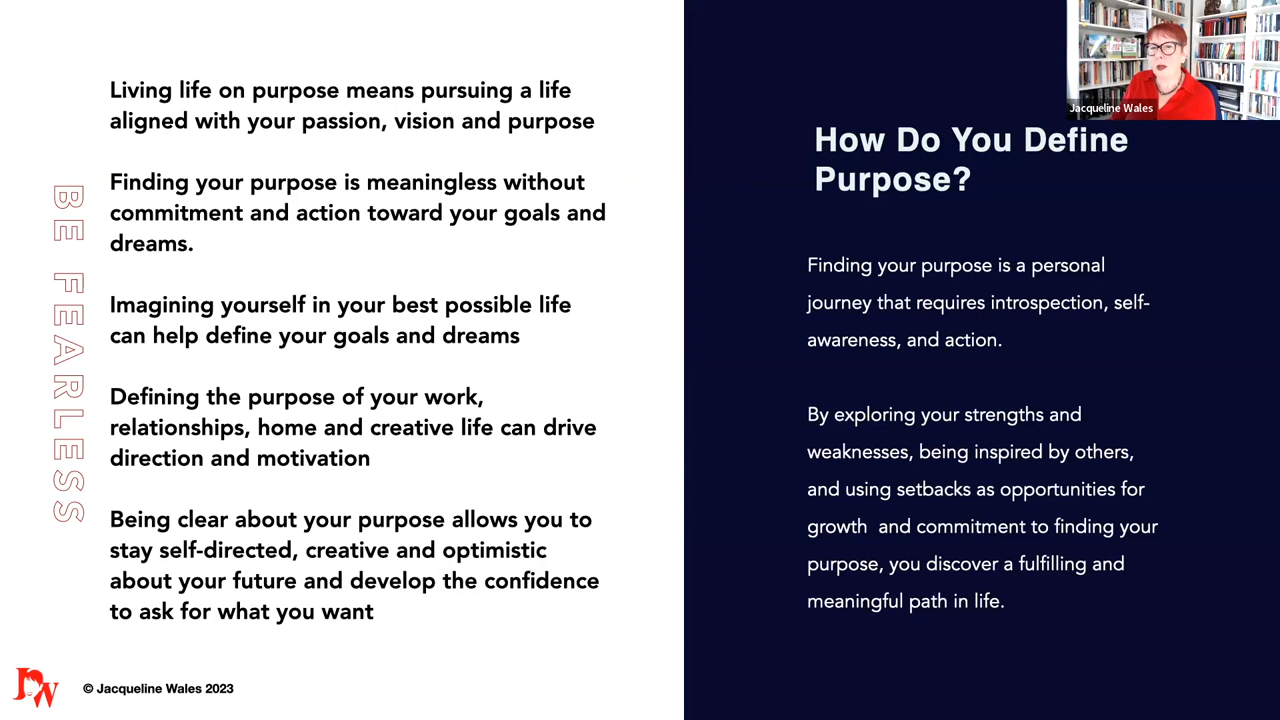 Living life on purpose means pursuing a life
aligned with your passion, vision and purpose
Finding your purpose is meaningless without
commitment and action toward your goals and
dreams.
Imagining yourself in your best possible life
can help define your goals and dreams
Defining the purpose of your work,
relationships, home and creative life can drive
direction and motivation
Being clear about your purpose allows you to
stay self-directed, creative and optimistic
about your future and develop the confidence
to ask for what you want
BE FEARLESS
JW
© Jacqueline Wales 2023
Jacqueline Wales
How Do You Define
Purpose?
Finding your purpose is a personal
journey that requires introspection, self-
awareness, and action.
By exploring your strengths and
weaknesses, being inspired by others,
and using setbacks as opportunities for
growth  and commitment to finding your
purpose, you discover a fulfilling and
meaningful path in life.